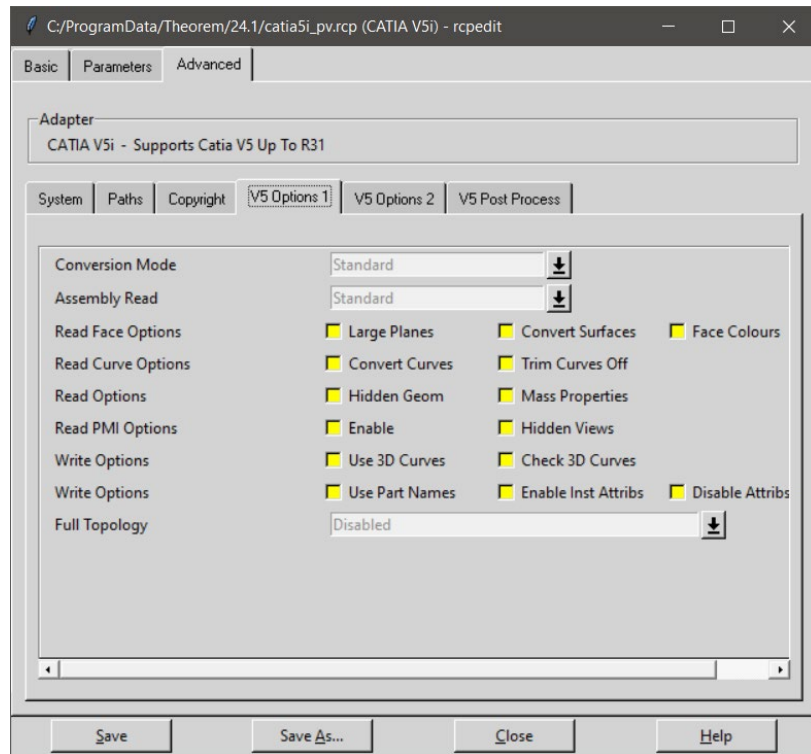 C:/ProgramData/Theorem/24.1/catia5i_pv.rcp (CATIA V5i) - rcpedit
Basic Parameters Advanced
Adapter
CATIA V5i - Supports Catia V5 Up To R31
System Paths Copyright V5 Options 1 V5 Options 2 V5 Post Process
Conversion Mode Standard
Assembly Read Standard
Read Face Options Large Planes Convert Surfaces Face Colours
Read Curve Options Convert Curves Trim Curves Off
Read Options Hidden Geom Mass Properties
Read PMI Options Enable Hidden Views
Write Options Use 3D Curves Check 3D Curves
Write Options Use Part Names Enable Inst Attribs Disable Attribs
Full Topology Disabled
Save Save As... Close Help